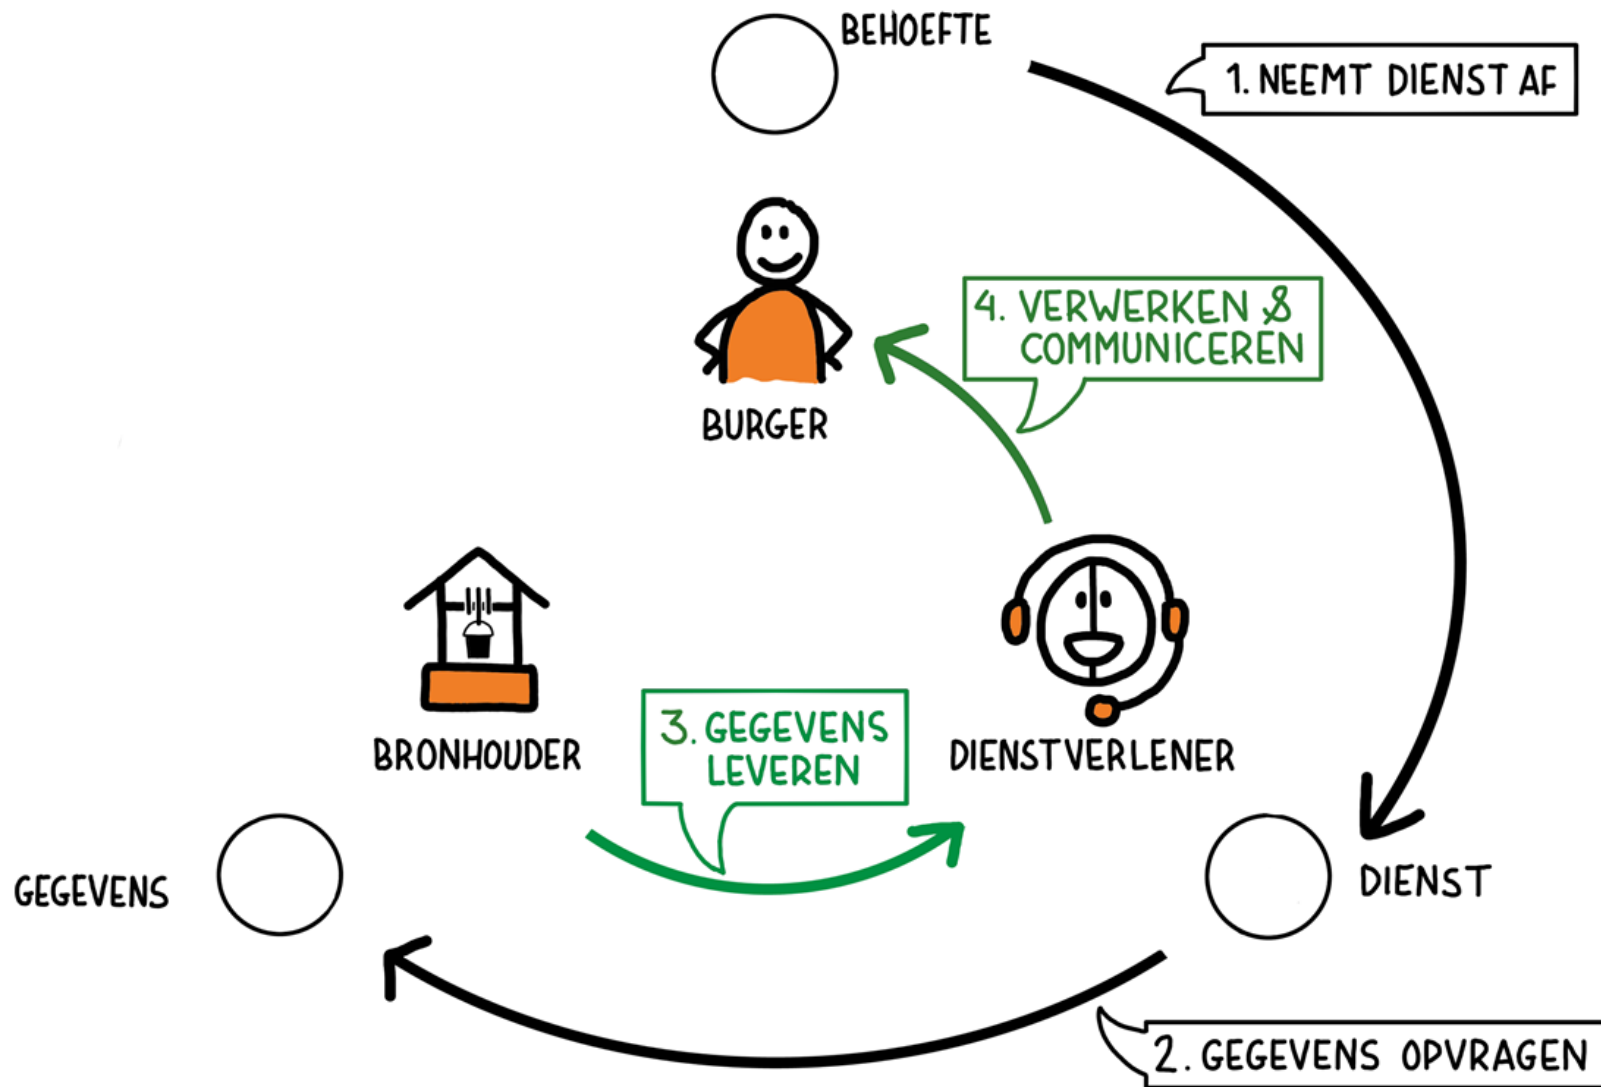 BEHOEFTE
1. NEEMT DIENST AF
4. VERWERKEN &
COMMUNICEREN
BURGER
3. GEGEVENS
LEVEREN
BRONHOUDER
DIENSTVERLENER
GEGEVENS
DIENST
2. GEGEVENS OPVRAGEN